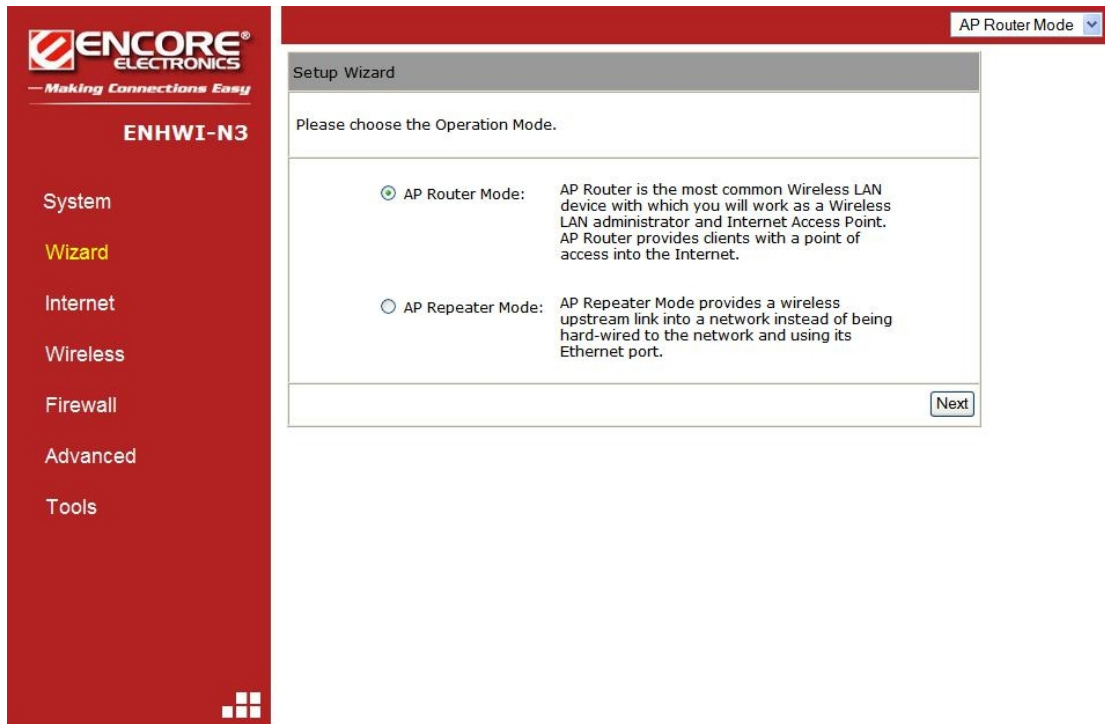 ENCORE®
ELECTRONICS
—Making Connections Easy
ENHWI-N3
System
Wizard
Internet
Wireless
Firewall
Advanced
Tools
AP Router Mode
Setup Wizard
Please choose the Operation Mode.
AP Router Mode:
AP Router is the most common Wireless LAN
device with which you will work as a Wireless
LAN administrator and Internet Access Point.
AP Router provides clients with a point of
access into the Internet.
AP Repeater Mode:
AP Repeater Mode provides a wireless
upstream link into a network instead of being
hard-wired to the network and using its
Ethernet port.
Next